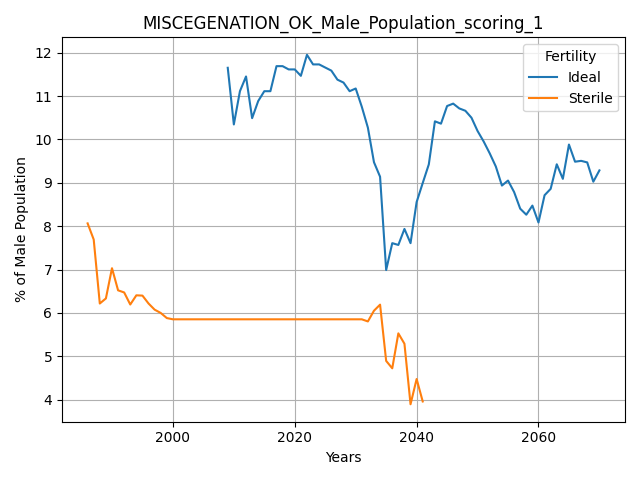 MISCEGENATION_OK_Male_Population_scoring_1
Fertility
Ideal
Sterile
% of Male Population
12
11
10
9
8
7
6
5
4
2000
2020
2040
2060
Years